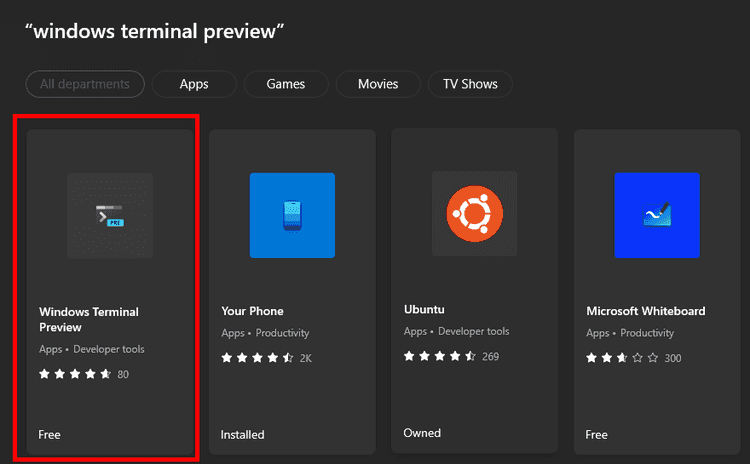 “windows terminal preview”
All departments
Apps
Games
Movies
TV Shows
PRE
Windows Terminal
Preview
Apps • Developer tools
80
Free
Your Phone
Apps • Productivity
2K
Installed
Ubuntu
Apps • Developer tools
269
Owned
Microsoft Whiteboard
Apps • Productivity
300
Free